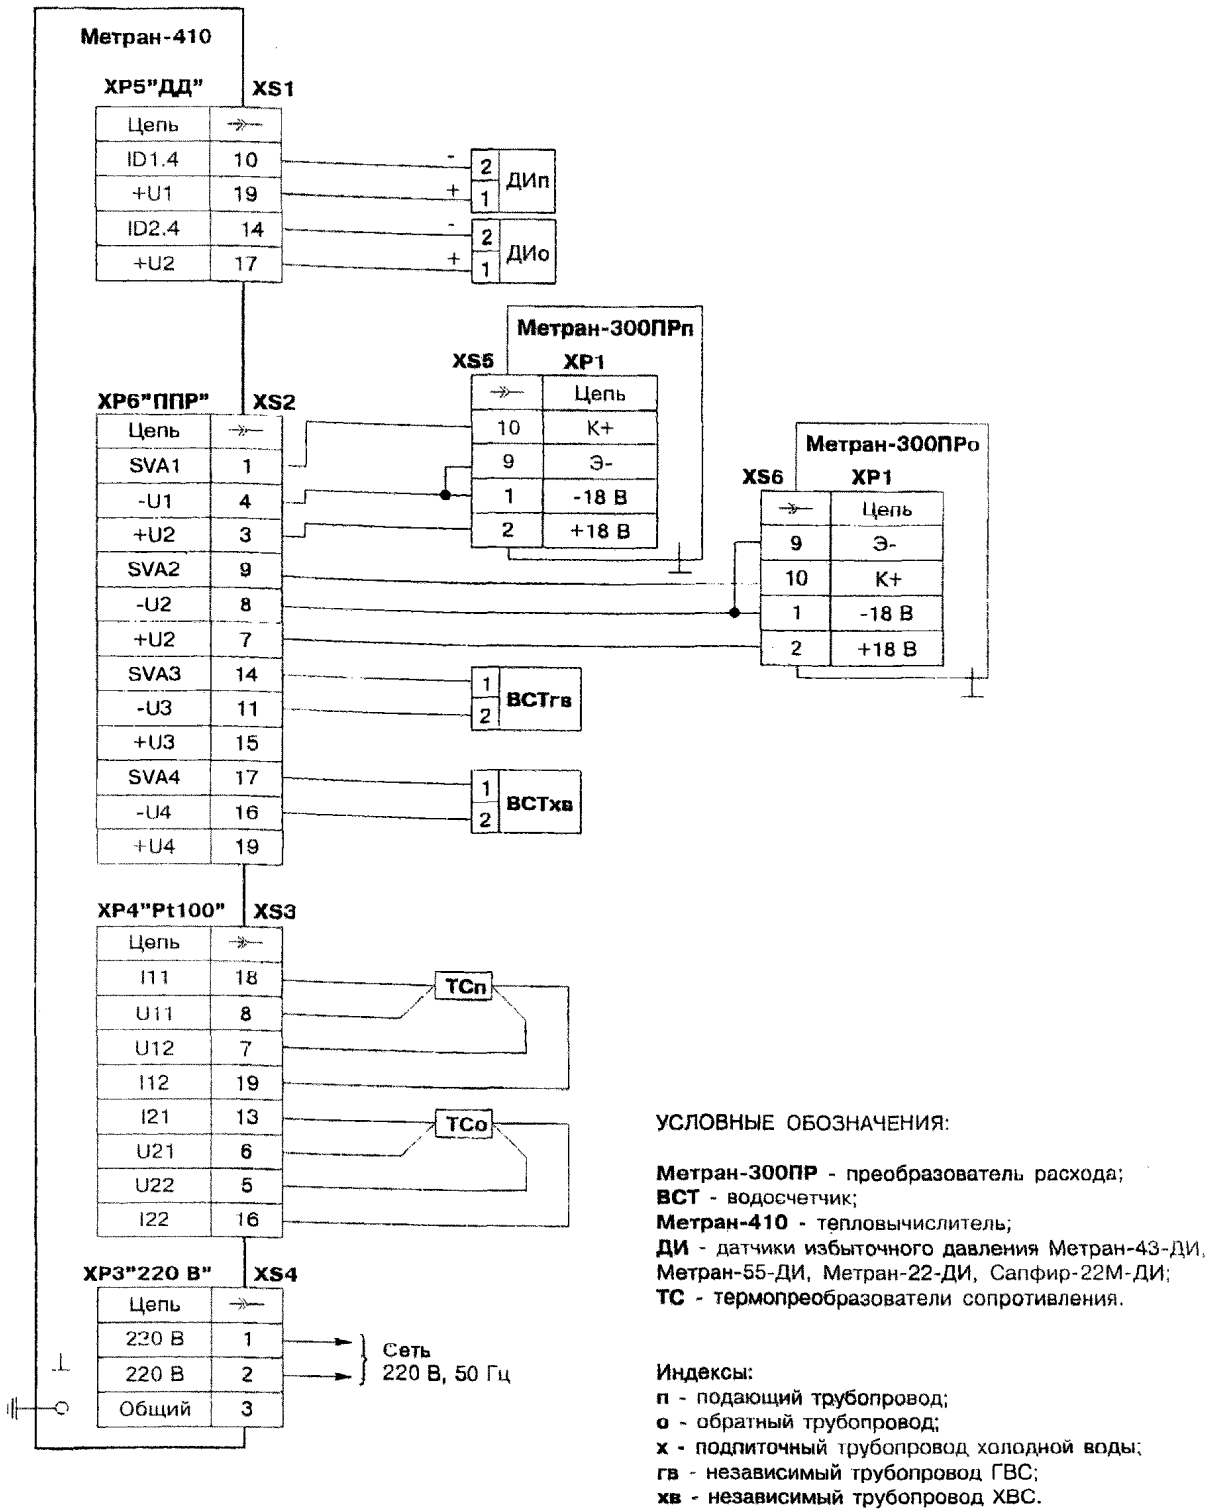 Метран-410
XP5"ДД" XS1
Цепь
ID1.4 10
+U1 19
ID2.4 14
+U2 17
- 2
+ 1
ДИп
- 2
+ 1
ДИо
Метран-300ПРп
XS5 XP1
Цепь
10 К+
9 Э-
1 -18 В
2 +18 В
Метран-300ПРо
XS6 XP1
Цепь
9 Э-
10 К+
1 -18 В
2 +18 В
XP6"ППР" XS2
Цепь
SVA1 1
-U1 4
+U2 3
SVA2 9
-U2 8
+U2 7
SVA3 14
-U3 11
+U3 15
SVA4 17
-U4 16
+U4 19
1
2
ВСТгв
1
2
ВСТхв
XP4"Pt100" XS3
Цепь
I11 18
U11 8
U12 7
I12 19
I21 13
U21 6
U22 5
I22 16
ТСп
ТСо
XP3"220 В" XS4
Цепь
220 В 1
220 В 2
Общий 3
Сеть
220 В, 50 Гц
УСЛОВНЫЕ ОБОЗНАЧЕНИЯ:
Метран-300ПР - преобразователь расхода;
ВСТ - водосчетчик;
Метран-410 - тепловычислитель;
ДИ - датчики избыточного давления Метран-43-ДИ,
Метран-55-ДИ, Метран-22-ДИ, Сапфир-22М-ДИ;
ТС - термопреобразователи сопротивления.
Индексы:
п - подающий трубопровод;
о - обратный трубопровод;
х - подпиточный трубопровод холодной воды;
гв - независимый трубопровод ГВС;
хв - независимый трубопровод ХВС.